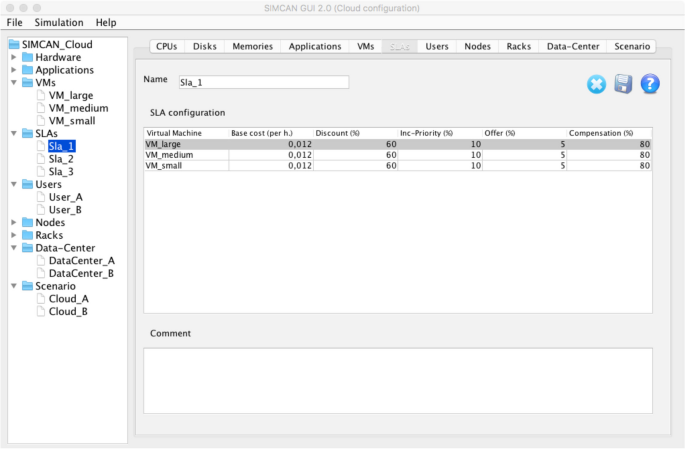 SIMCAN GUI 2.0 (Cloud configuration)
File Simulation Help
SIMCAN_Cloud
Hardware
Applications
VMs
VM_large
VM_medium
VM_small
SLAs
Sla_1
Sla_2
Sla_3
Users
User_A
User_B
Nodes
Racks
Data-Center
DataCenter_A
DataCenter_B
Scenario
Cloud_A
Cloud_B
CPUs Disks Memories Applications VMs SLAs Users Nodes Racks Data-Center Scenario
Name Sla_1
?
SLA configuration
Virtual Machine Base cost (per h.) Discount (%) Inc-Priority (%) Offer (%) Compensation (%)
VM_large 0,012 60 10 5 80
VM_medium 0,012 60 10 5 80
VM_small 0,012 60 10 5 80
Comment